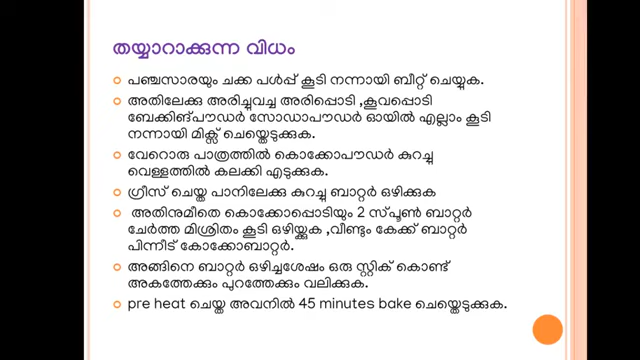 തയ്യാറാക്കുന്ന വിധം
പഞ്ചസാരയും ചക്ക പൾപ്പ് കൂടി നന്നായി ബീറ്റ് ചെയ്യുക.
അതിലേക്കു അരിച്ചുവച്ച അരിപ്പൊടി ,കൂവപ്പൊടി
ബേക്കിങ്പൗഡർ സോഡാപൗഡർ ഓയിൽ എല്ലാം കൂടി
നന്നായി മിക്സ് ചെയ്തെടുക്കുക.
വേറൊരു പാത്രത്തിൽ കൊക്കോപൗഡർ കുറച്ചു
വെള്ളത്തിൽ കലക്കി എടുക്കുക.
ഗ്രീസ് ചെയ്ത പാനിലേക്കു കുറച്ചു ബാറ്റർ ഒഴിക്കുക
അതിനുമീതെ കൊക്കോപ്പൊടിയും 2 സ്പൂൺ ബാറ്റർ
ചേർത്ത മിശ്രിതം കൂടി ഒഴിയ്ക്കുക ,വീണ്ടും കേക്ക് ബാറ്റർ
പിന്നീട് കോക്കോബാറ്റർ.
അങ്ങിനെ ബാറ്റർ ഒഴിച്ചശേഷം ഒരു സ്റ്റിക് കൊണ്ട്
അകത്തേക്കും പുറത്തേക്കും വലിക്കുക.
pre heat ചെയ്ത അവനിൽ 45 minutes bake ചെയ്തെടുക്കുക.